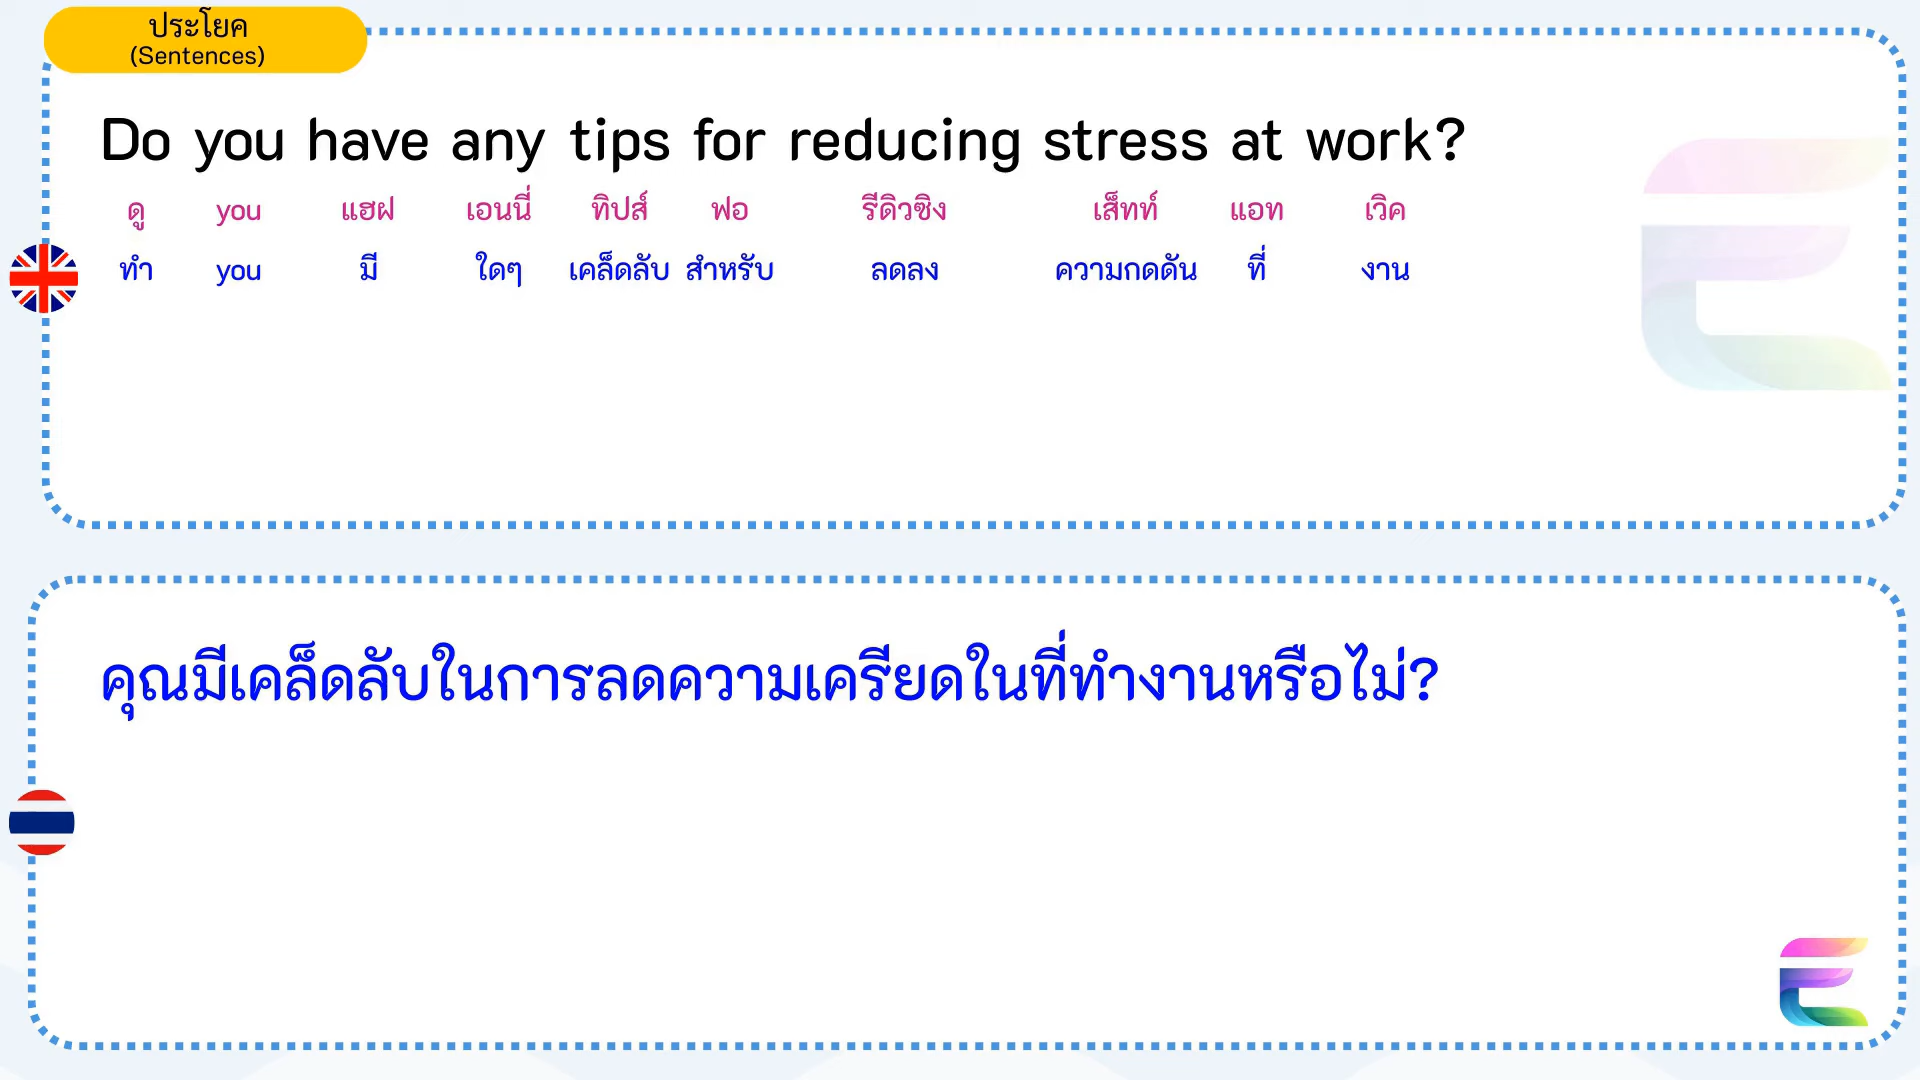 ประโยค
(Sentences)
Do you have any tips for reducing stress at work?
ดู you แฮฝ เอนนี่ ทิปส์ ฟอ รีดิวซิง เส็ทท์ แอท เวิค
ทำ you มี ใดๆ เคล็ดลับ สำหรับ ลดลง ความกดดัน ที่ งาน
คุณมีเคล็ดลับในการลดความเครียดในที่ทำงานหรือไม่?